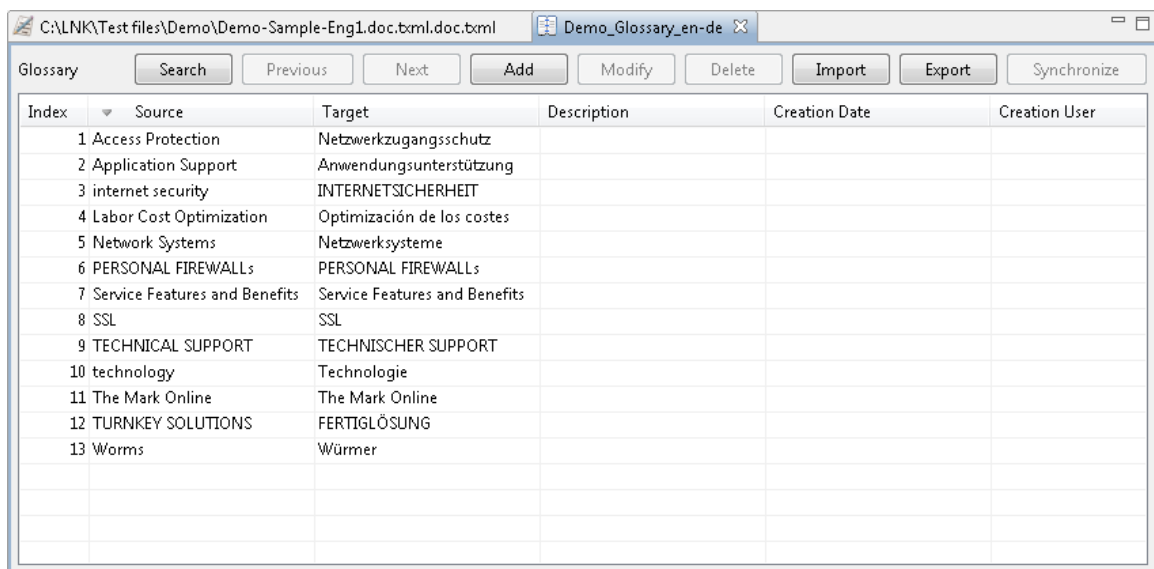 C:\LNK\Test files\Demo\Demo-Sample-Eng1.doc.txml.doc.txml Demo_Glossary_en-de
Glossary Search Previous Next Add Modify Delete Import Export Synchronize
Index Source Target Description Creation Date Creation User
1 Access Protection Netzwerkzugangsschutz
2 Application Support Anwendungsunterstützung
3 internet security INTERNETSICHERHEIT
4 Labor Cost Optimization Optimización de los costes
5 Network Systems Netzwerksysteme
6 PERSONAL FIREWALLs PERSONAL FIREWALLs
7 Service Features and Benefits Service Features and Benefits
8 SSL SSL
9 TECHNICAL SUPPORT TECHNISCHER SUPPORT
10 technology Technologie
11 The Mark Online The Mark Online
12 TURNKEY SOLUTIONS FERTIGLÖSUNG
13 Worms Würmer